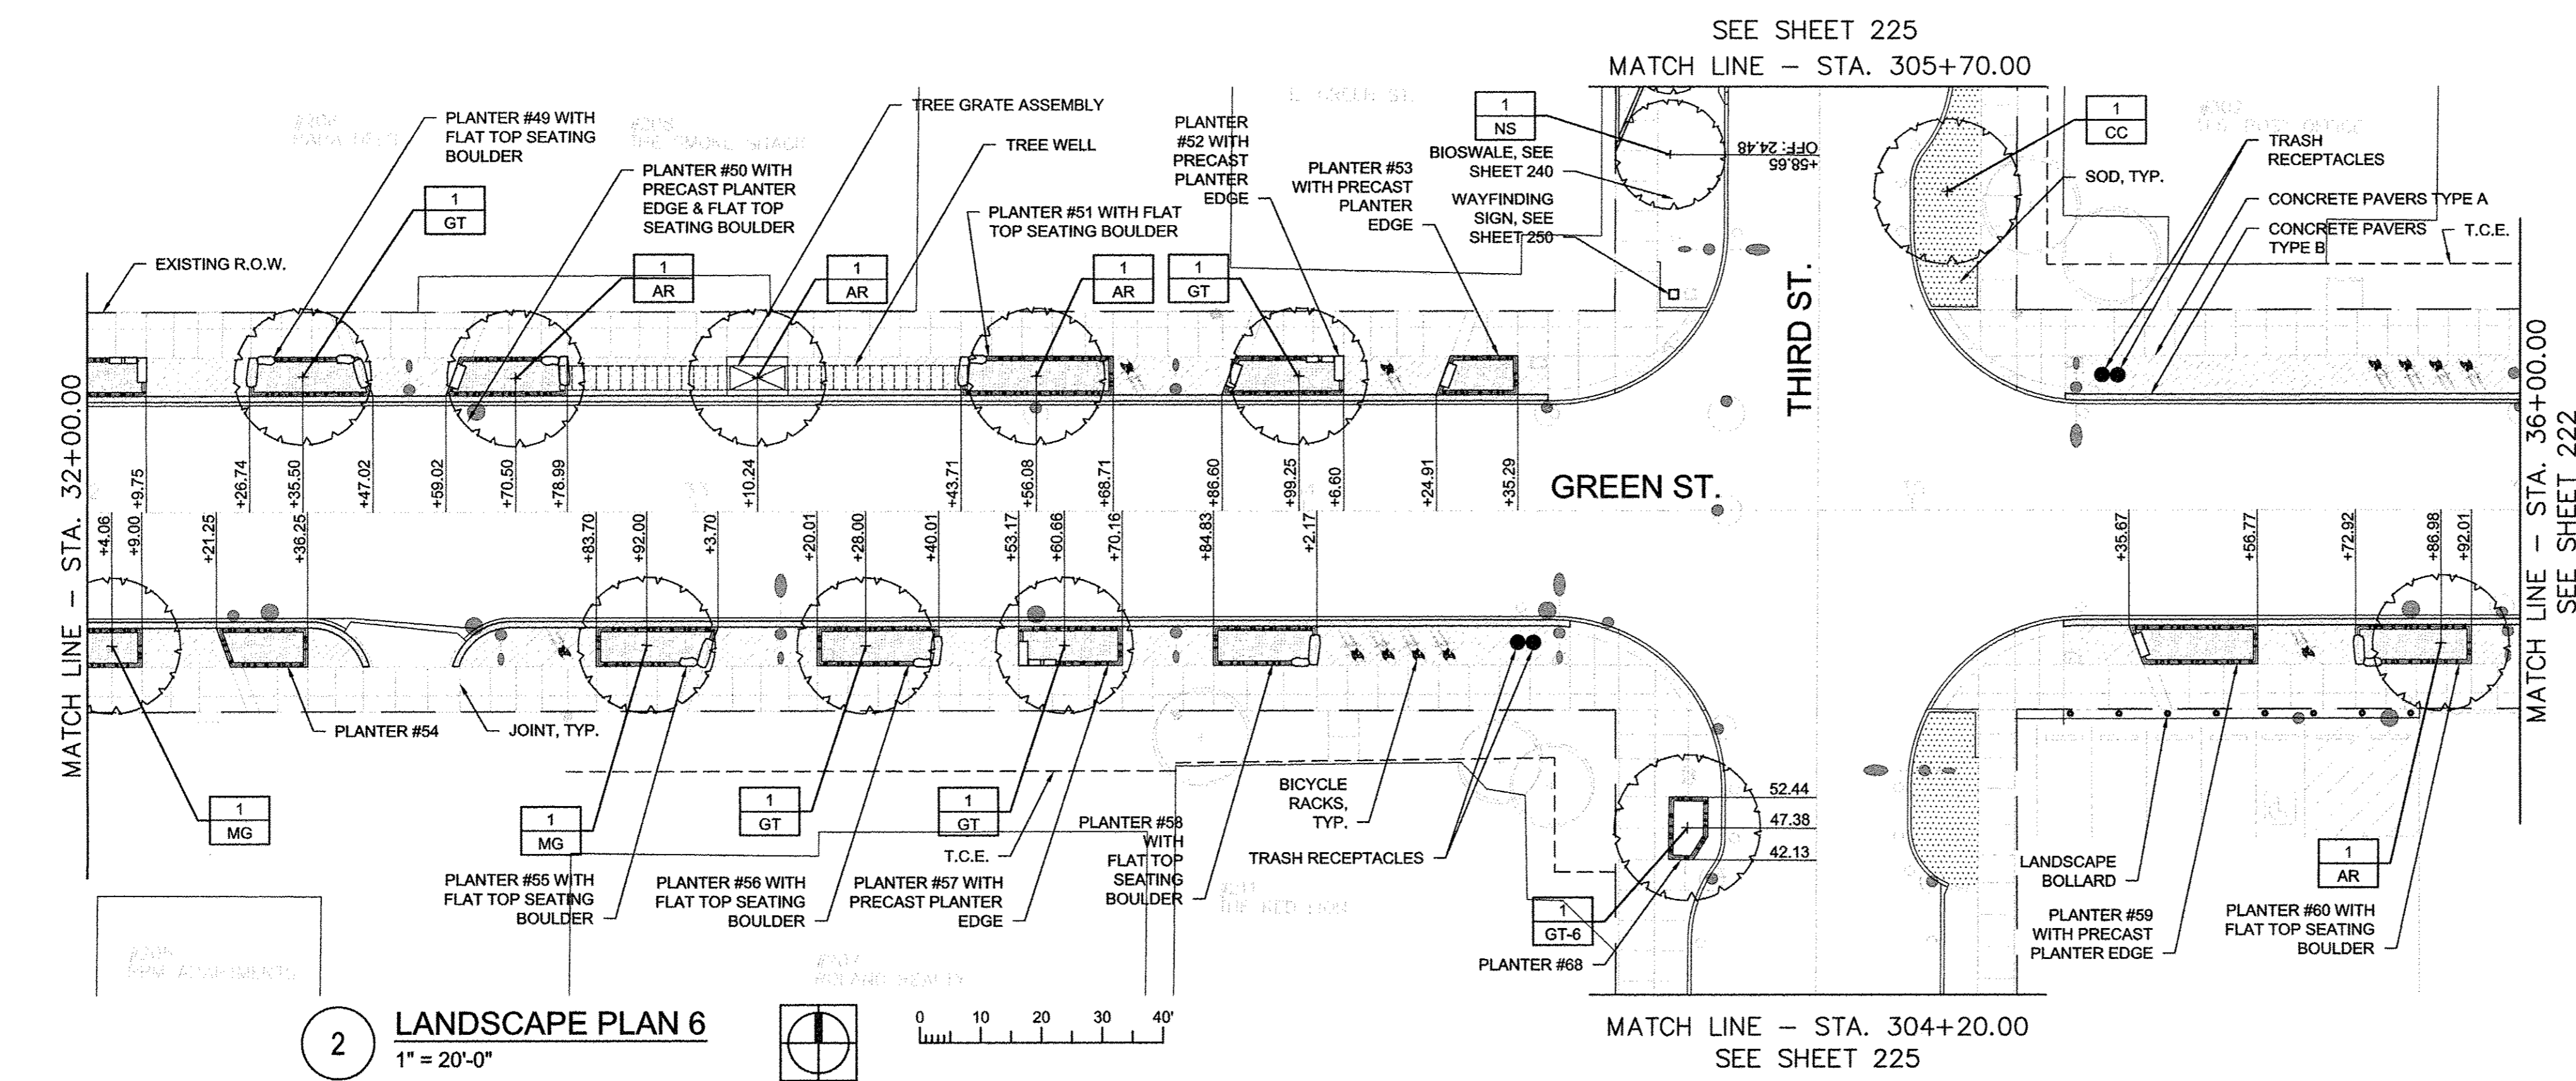 SEE SHEET 225
MATCH LINE – STA. 305+70.00
PLANTER #49 WITH
FLAT TOP SEATING
BOULDER
1
GT
EXISTING R.O.W.
PLANTER #50 WITH
PRECAST PLANTER
EDGE & FLAT TOP
SEATING BOULDER
1
AR
TREE GRATE ASSEMBLY
TREE WELL
1
AR
PLANTER #51 WITH FLAT
TOP SEATING BOULDER
1
AR
PLANTER
#52 WITH
PRECAST
PLANTER
EDGE
1
GT
PLANTER #53
WITH PRECAST
PLANTER
EDGE
1
NS
BIOSWALE, SEE
SHEET 240
WAYFINDING
SIGN, SEE
SHEET 250
+58.65
OFF: 24.48
THIRD ST.
1
CC
TRASH
RECEPTACLES
SOD, TYP.
CONCRETE PAVERS TYPE A
CONCRETE PAVERS
TYPE B
T.C.E.
MATCH LINE – STA. 32+00.00
+9.75
+26.74
+35.50
+47.02
+59.02
+70.50
+78.99
+10.24
+43.71
+56.08
+68.71
+86.60
+99.25
+6.60
+24.91
+35.29
GREEN ST.
MATCH LINE – STA. 36+00.00
SEE SHEET 222
+4.06
+9.00
+21.25
+36.25
+83.70
+92.00
+3.70
+20.01
+28.00
+40.01
+53.17
+60.66
+70.16
+84.83
+2.17
+35.67
+56.77
+72.92
+86.98
+92.01
PLANTER #54
JOINT, TYP.
1
MG
1
MG
1
GT
1
GT
T.C.E.
PLANTER #55 WITH
FLAT TOP SEATING
BOULDER
PLANTER #56 WITH
FLAT TOP SEATING
BOULDER
PLANTER #57 WITH
PRECAST PLANTER
EDGE
PLANTER #58
WITH
FLAT TOP
SEATING
BOULDER
BICYCLE
RACKS,
TYP.
TRASH RECEPTACLES
52.44
47.38
42.13
1
GT-6
PLANTER #68
LANDSCAPE
BOLLARD
PLANTER #59
WITH PRECAST
PLANTER EDGE
1
AR
PLANTER #60 WITH
FLAT TOP SEATING
BOULDER
2
LANDSCAPE PLAN 6
1" = 20'-0"
0 10 20 30 40'
MATCH LINE – STA. 304+20.00
SEE SHEET 225